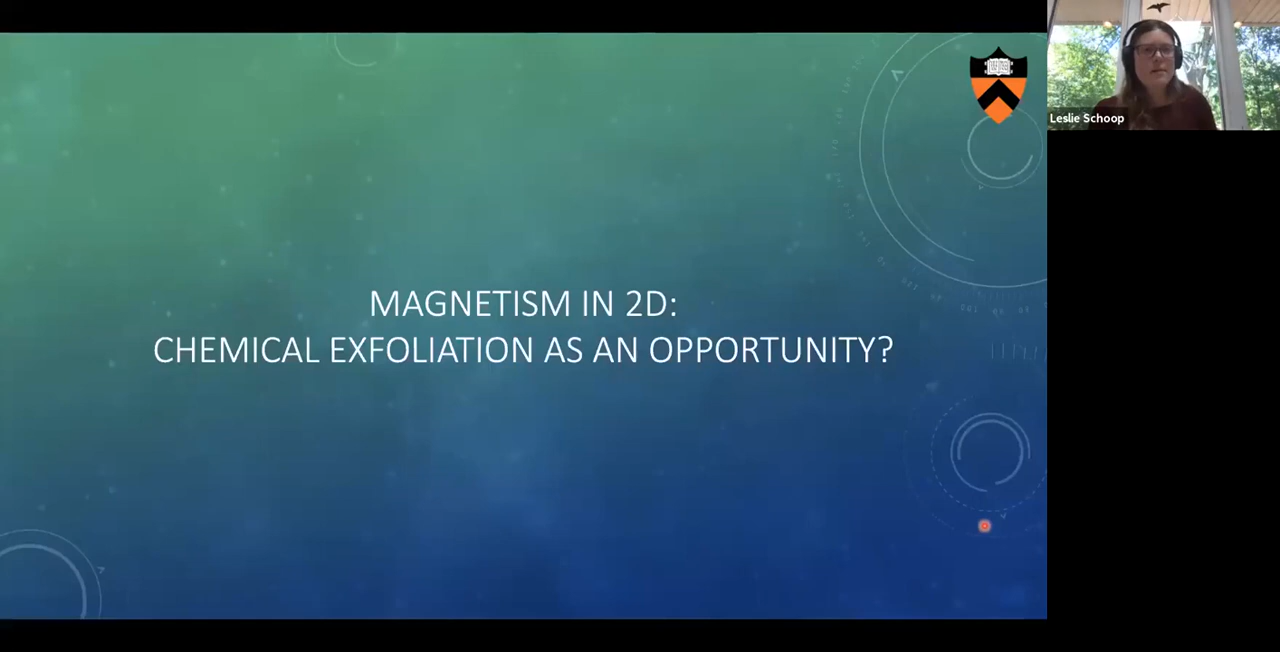 MAGNETISM IN 2D:
CHEMICAL EXFOLIATION AS AN OPPORTUNITY?
Leslie Schoop